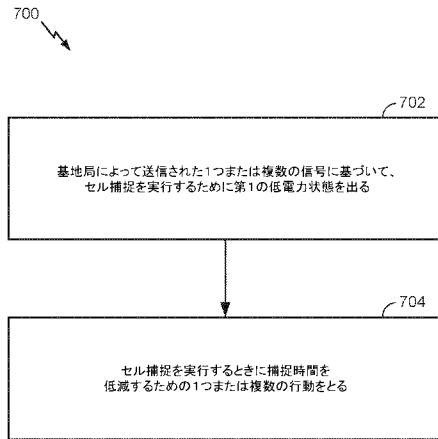 700
702
基地局によって送信された1つまたは複数の信号に基づいて、
セル捕捉を実行するために第1の低電力状態を出る
704
セル捕捉を実行するときに捕捉時間を
低減するための1つまたは複数の行動をとる